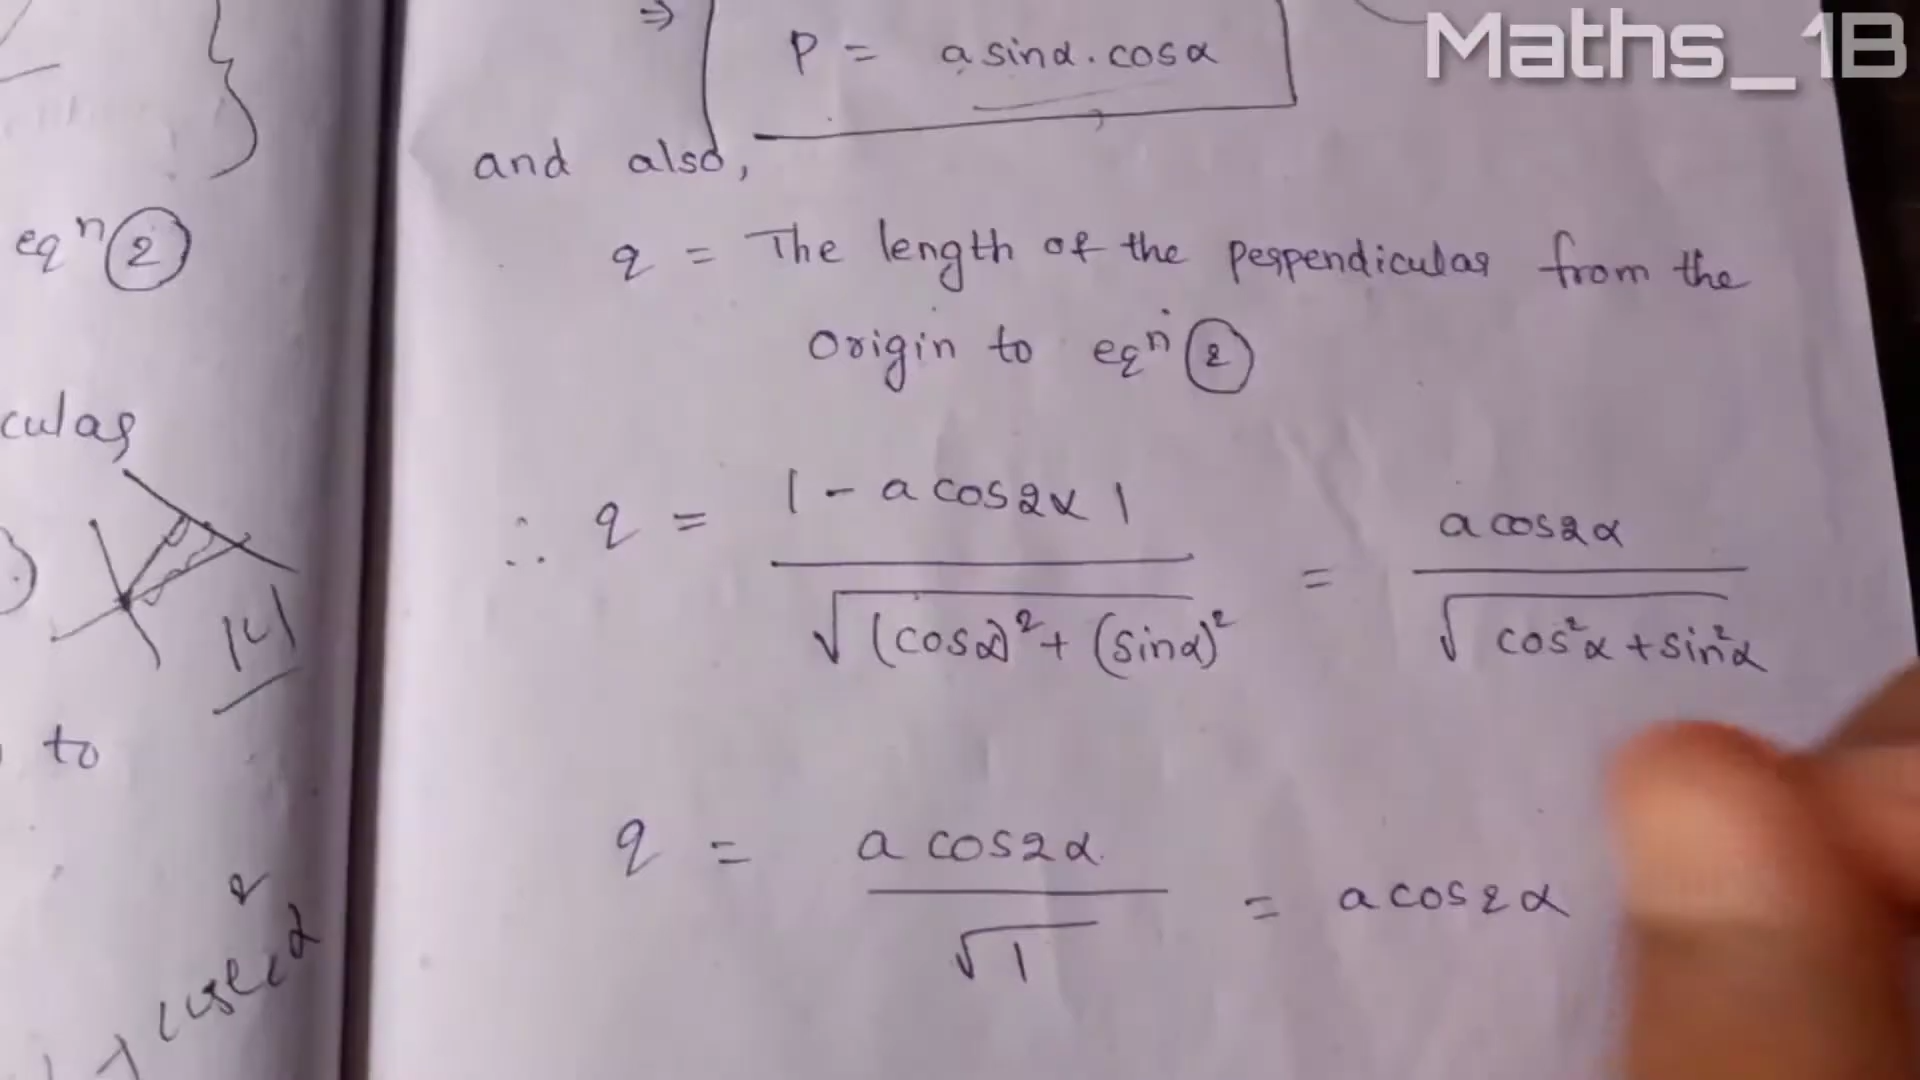 Maths_1B
⇒ P = a sinα . cosα
and also,
eqⁿ ②
q = The length of the perpendicular from the
origin to eqⁿ ②
cular
∴ q = |- a cos2α| / √(cosα)² + (sinα)² = a cos2α / √cos²α + sin²α
to
q = a cos2α / √1 = a cos2α